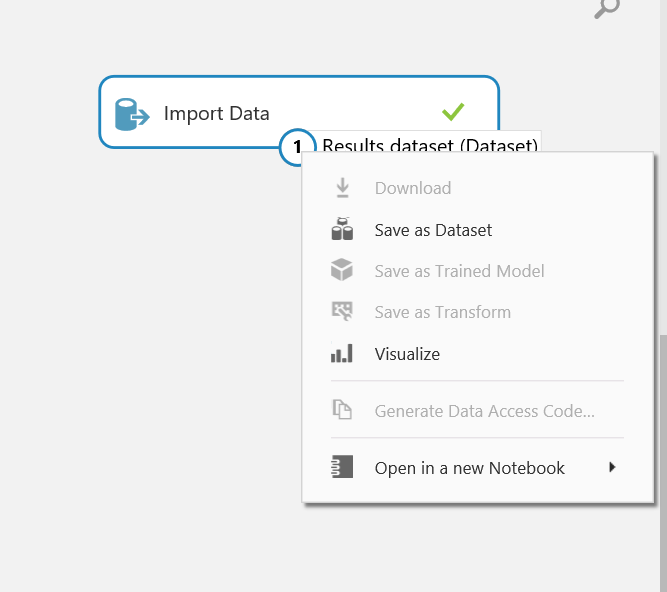 Import Data
1 Results dataset (Dataset)
Download
Save as Dataset
Save as Trained Model
Save as Transform
Visualize
Generate Data Access Code...
Open in a new Notebook